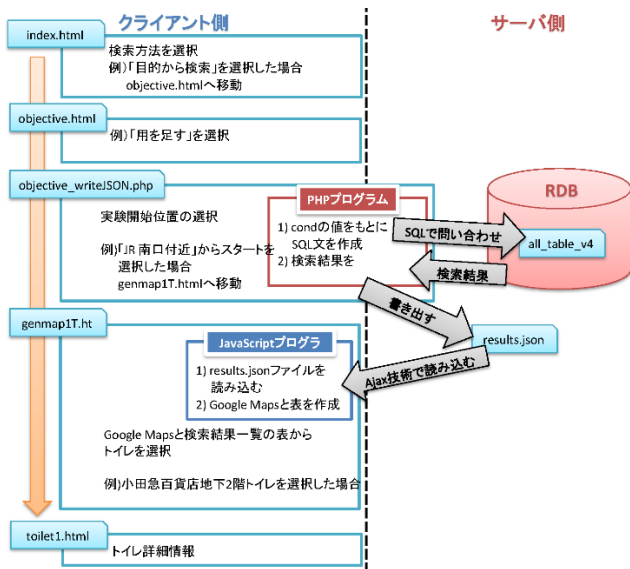 クライアント側
サーバ側
index.html
検索方法を選択
例)「目的から検索」を選択した場合
objective.htmlへ移動
objective.html
例)「用を足す」を選択
objective_writeJSON.php
実験開始位置の選択
例)「JR 南口付近」からスタートを
選択した場合
genmap1T.htmlへ移動
PHPプログラム
1) condの値をもとに
SQL文を作成
2) 検索結果を
SQLで問い合わせ
検索結果
RDB
all_table_v4
書き出す
results.json
Ajax技術で読み込む
genmap1T.ht
JavaScriptプログラ
1) results.jsonファイルを
読み込む
2) Google Mapsと表を作成
Google Mapsと検索結果一覧の表から
トイレを選択
例)小田急百貨店地下2階トイレを選択した場合
toilet1.html
トイレ詳細情報